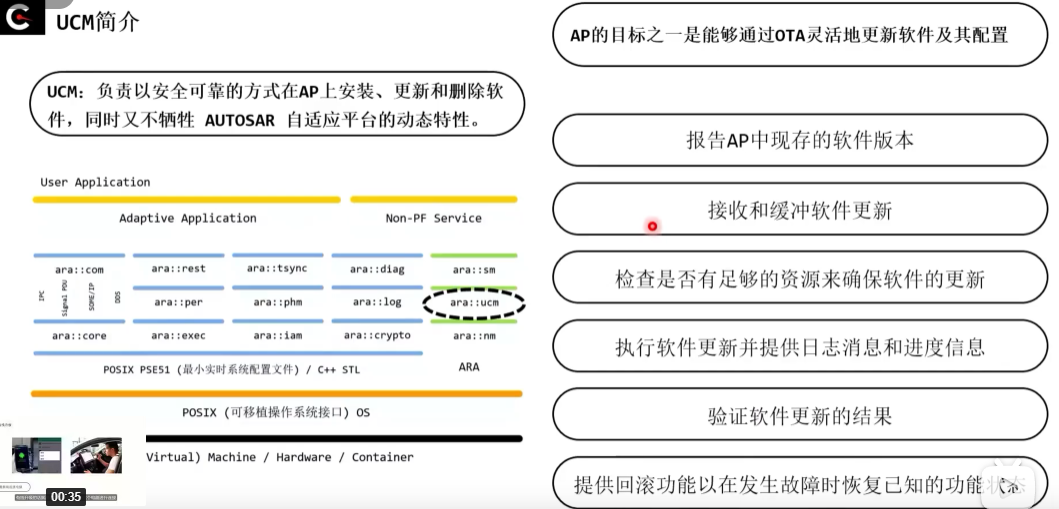 UCM简介
UCM: 负责以安全可靠的方式在AP上安装、更新和删除软
件，同时又不牺牲 AUTOSAR 自适应平台的动态特性。
User Application
Adaptive Application
Non-PF Service
ara::com
ara::rest
ara::tsync
ara::diag
ara::sm
IPC
Signal PDU
SOME/IP
DDS
ara::per
ara::phm
ara::log
ara::ucm
ara::core
ara::exec
ara::iam
ara::crypto
ara::nm
POSIX PSE51 (最小实时系统配置文件) / C++ STL
ARA
POSIX (可移植操作系统接口) OS
Virtual) Machine / Hardware / Container
00:35
AP的目标之一是能够通过OTA灵活地更新软件及其配置
报告AP中现存的软件版本
接收和缓冲软件更新
检查是否有足够的资源来确保软件的更新
执行软件更新并提供日志消息和进度信息
验证软件更新的结果
提供回滚功能以在发生故障时恢复已知的功能状态